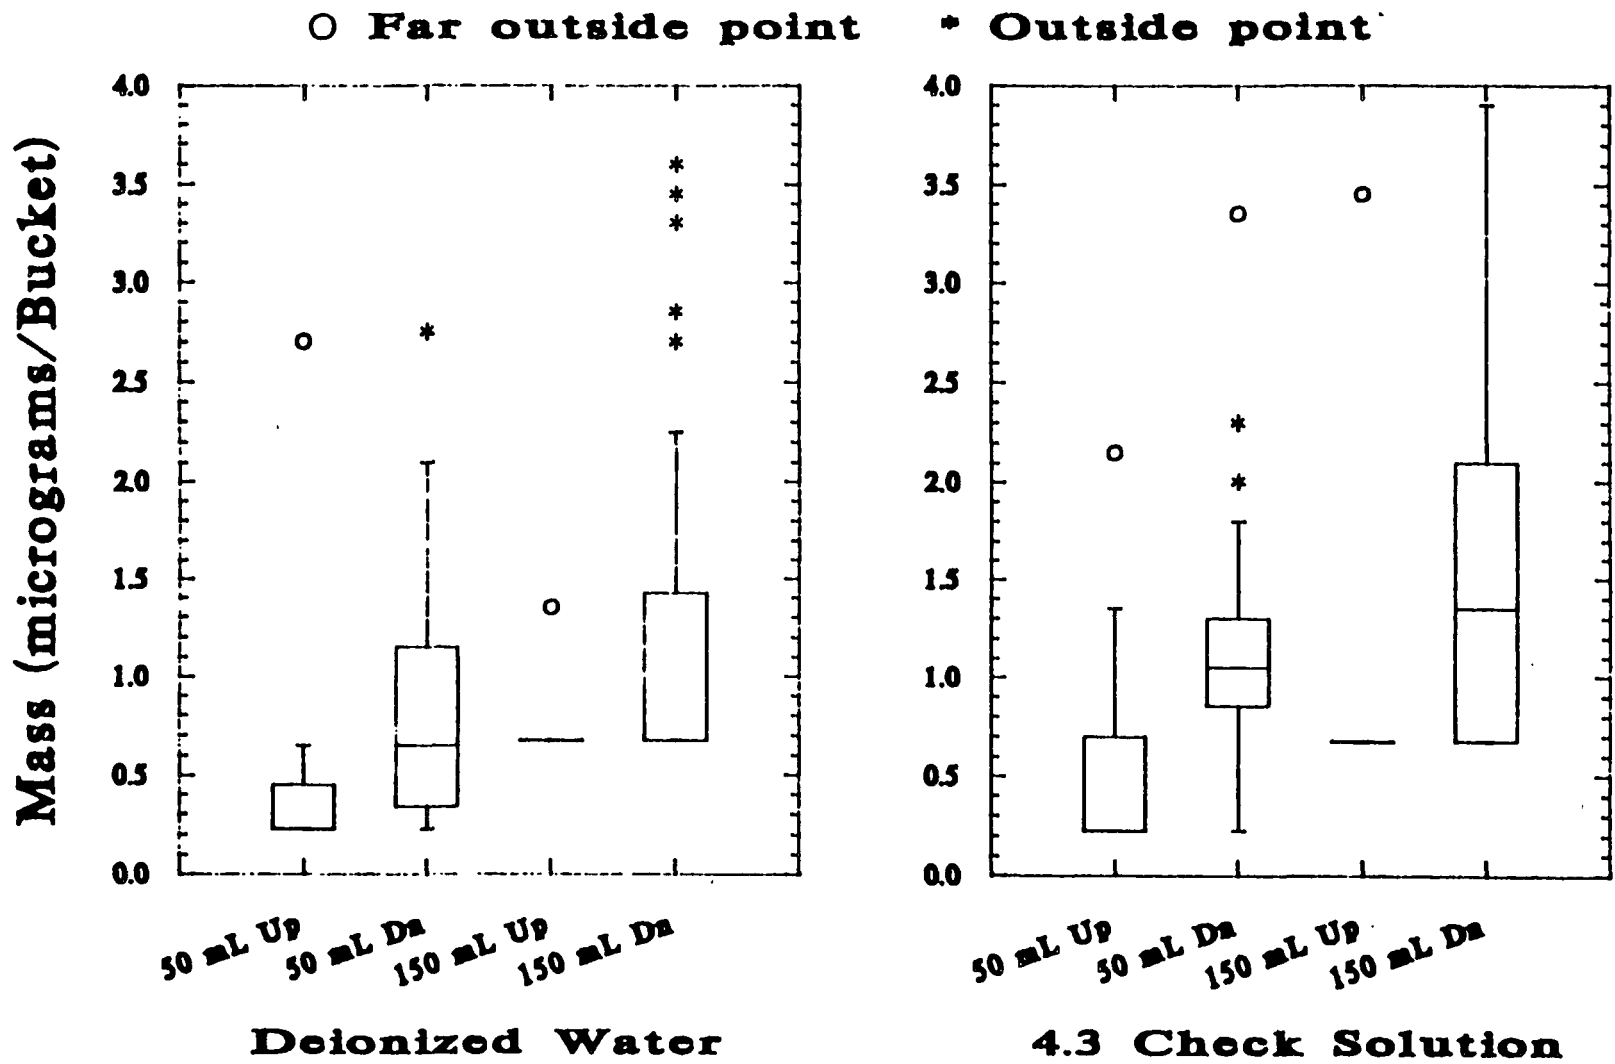 O Far outside point * Outside point
Mass (micrograms/Bucket)
4.0
3.5
3.0
2.5
2.0
1.5
1.0
0.5
0.0
50 mL Up
50 mL Dn
150 mL Up
150 mL Dn
Deionized Water
4.0
3.5
3.0
2.5
2.0
1.5
1.0
0.5
0.0
50 mL Up
50 mL Dn
150 mL Up
150 mL Dn
4.3 Check Solution